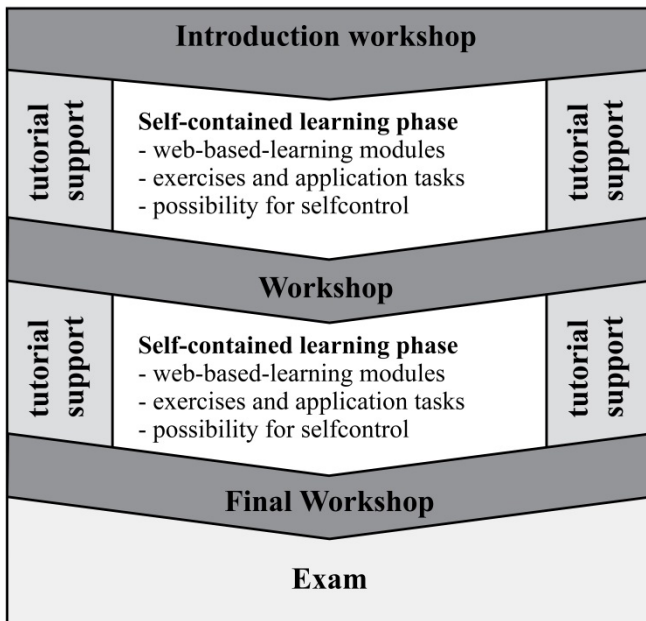 Introduction workshop
tutorial
support
Self-contained learning phase
- web-based-learning modules
- exercises and application tasks
- possibility for selfcontrol
tutorial
support
Workshop
tutorial
support
Self-contained learning phase
- web-based-learning modules
- exercises and application tasks
- possibility for selfcontrol
tutorial
support
Final Workshop
Exam